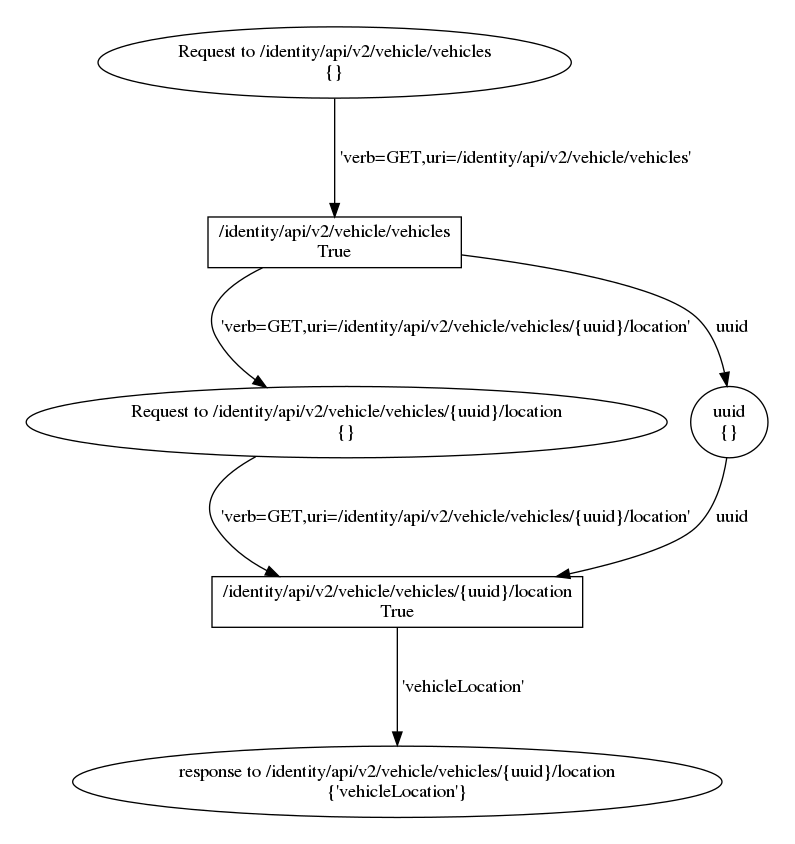 Request to /identity/api/v2/vehicle/vehicles
{}
'verb=GET,uri=/identity/api/v2/vehicle/vehicles'
/identity/api/v2/vehicle/vehicles
True
'verb=GET,uri=/identity/api/v2/vehicle/vehicles/{uuid}/location'
uuid
Request to /identity/api/v2/vehicle/vehicles/{uuid}/location
{}
uuid
{}
'verb=GET,uri=/identity/api/v2/vehicle/vehicles/{uuid}/location'
uuid
/identity/api/v2/vehicle/vehicles/{uuid}/location
True
'vehicleLocation'
response to /identity/api/v2/vehicle/vehicles/{uuid}/location
{'vehicleLocation'}